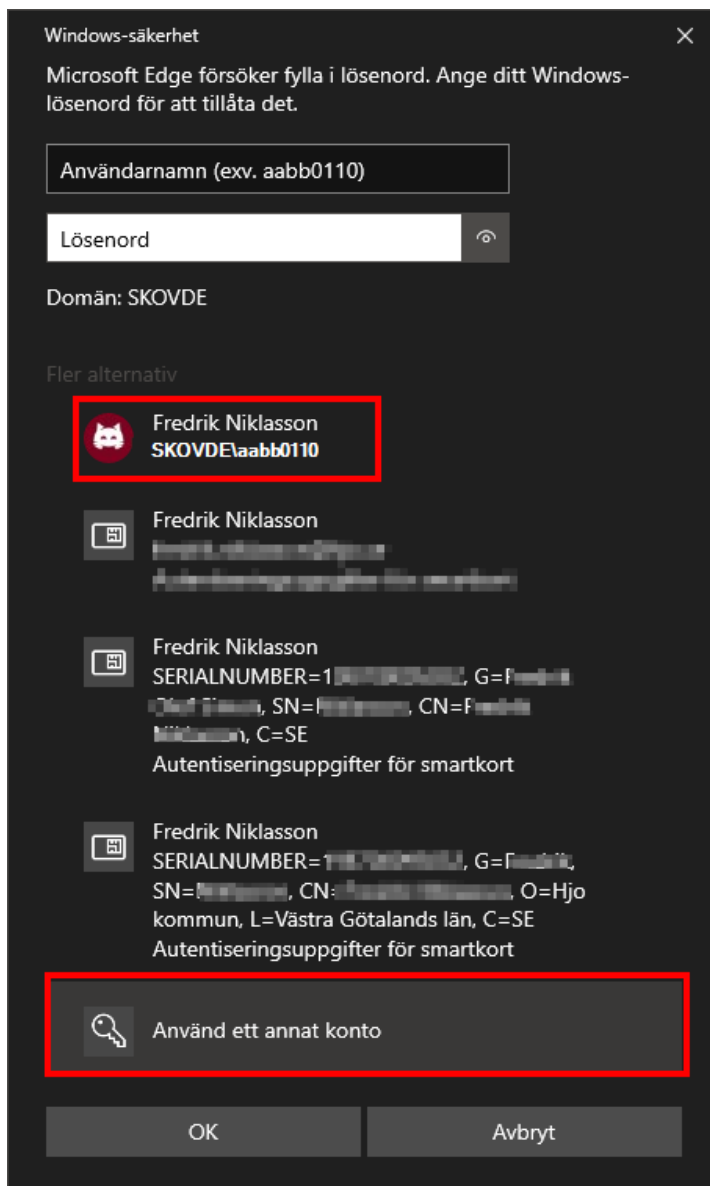 Windows-säkerhet
Microsoft Edge försöker fylla i lösenord. Ange ditt Windows-
lösenord för att tillåta det.
Användarnamn (exv. aabb0110)
Lösenord
Domän: SKOVDE
Fler alternativ
Fredrik Niklasson
SKOVDE\aabb0110
Fredrik Niklasson
Fredrik Niklasson
SERIALNUMBER=1 , G=F
, SN= , CN=F
, C=SE
Autentiseringsuppgifter för smartkort
Fredrik Niklasson
SERIALNUMBER=1 , G=F ,
SN= , CN= , O=Hjo
kommun, L=Västra Götalands län, C=SE
Autentiseringsuppgifter för smartkort
Använd ett annat konto
OK
Avbryt